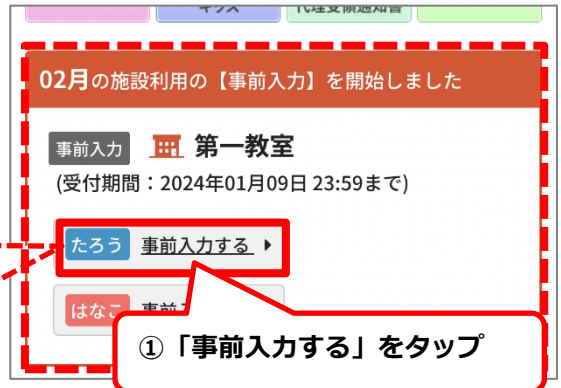 キッズ
代理受領通知書
02月の施設利用の【事前入力】を開始しました
事前入力 第一教室
(受付期間：2024年01月09日 23:59まで)
たろう 事前入力する
はなこ
①「事前入力する」をタップ